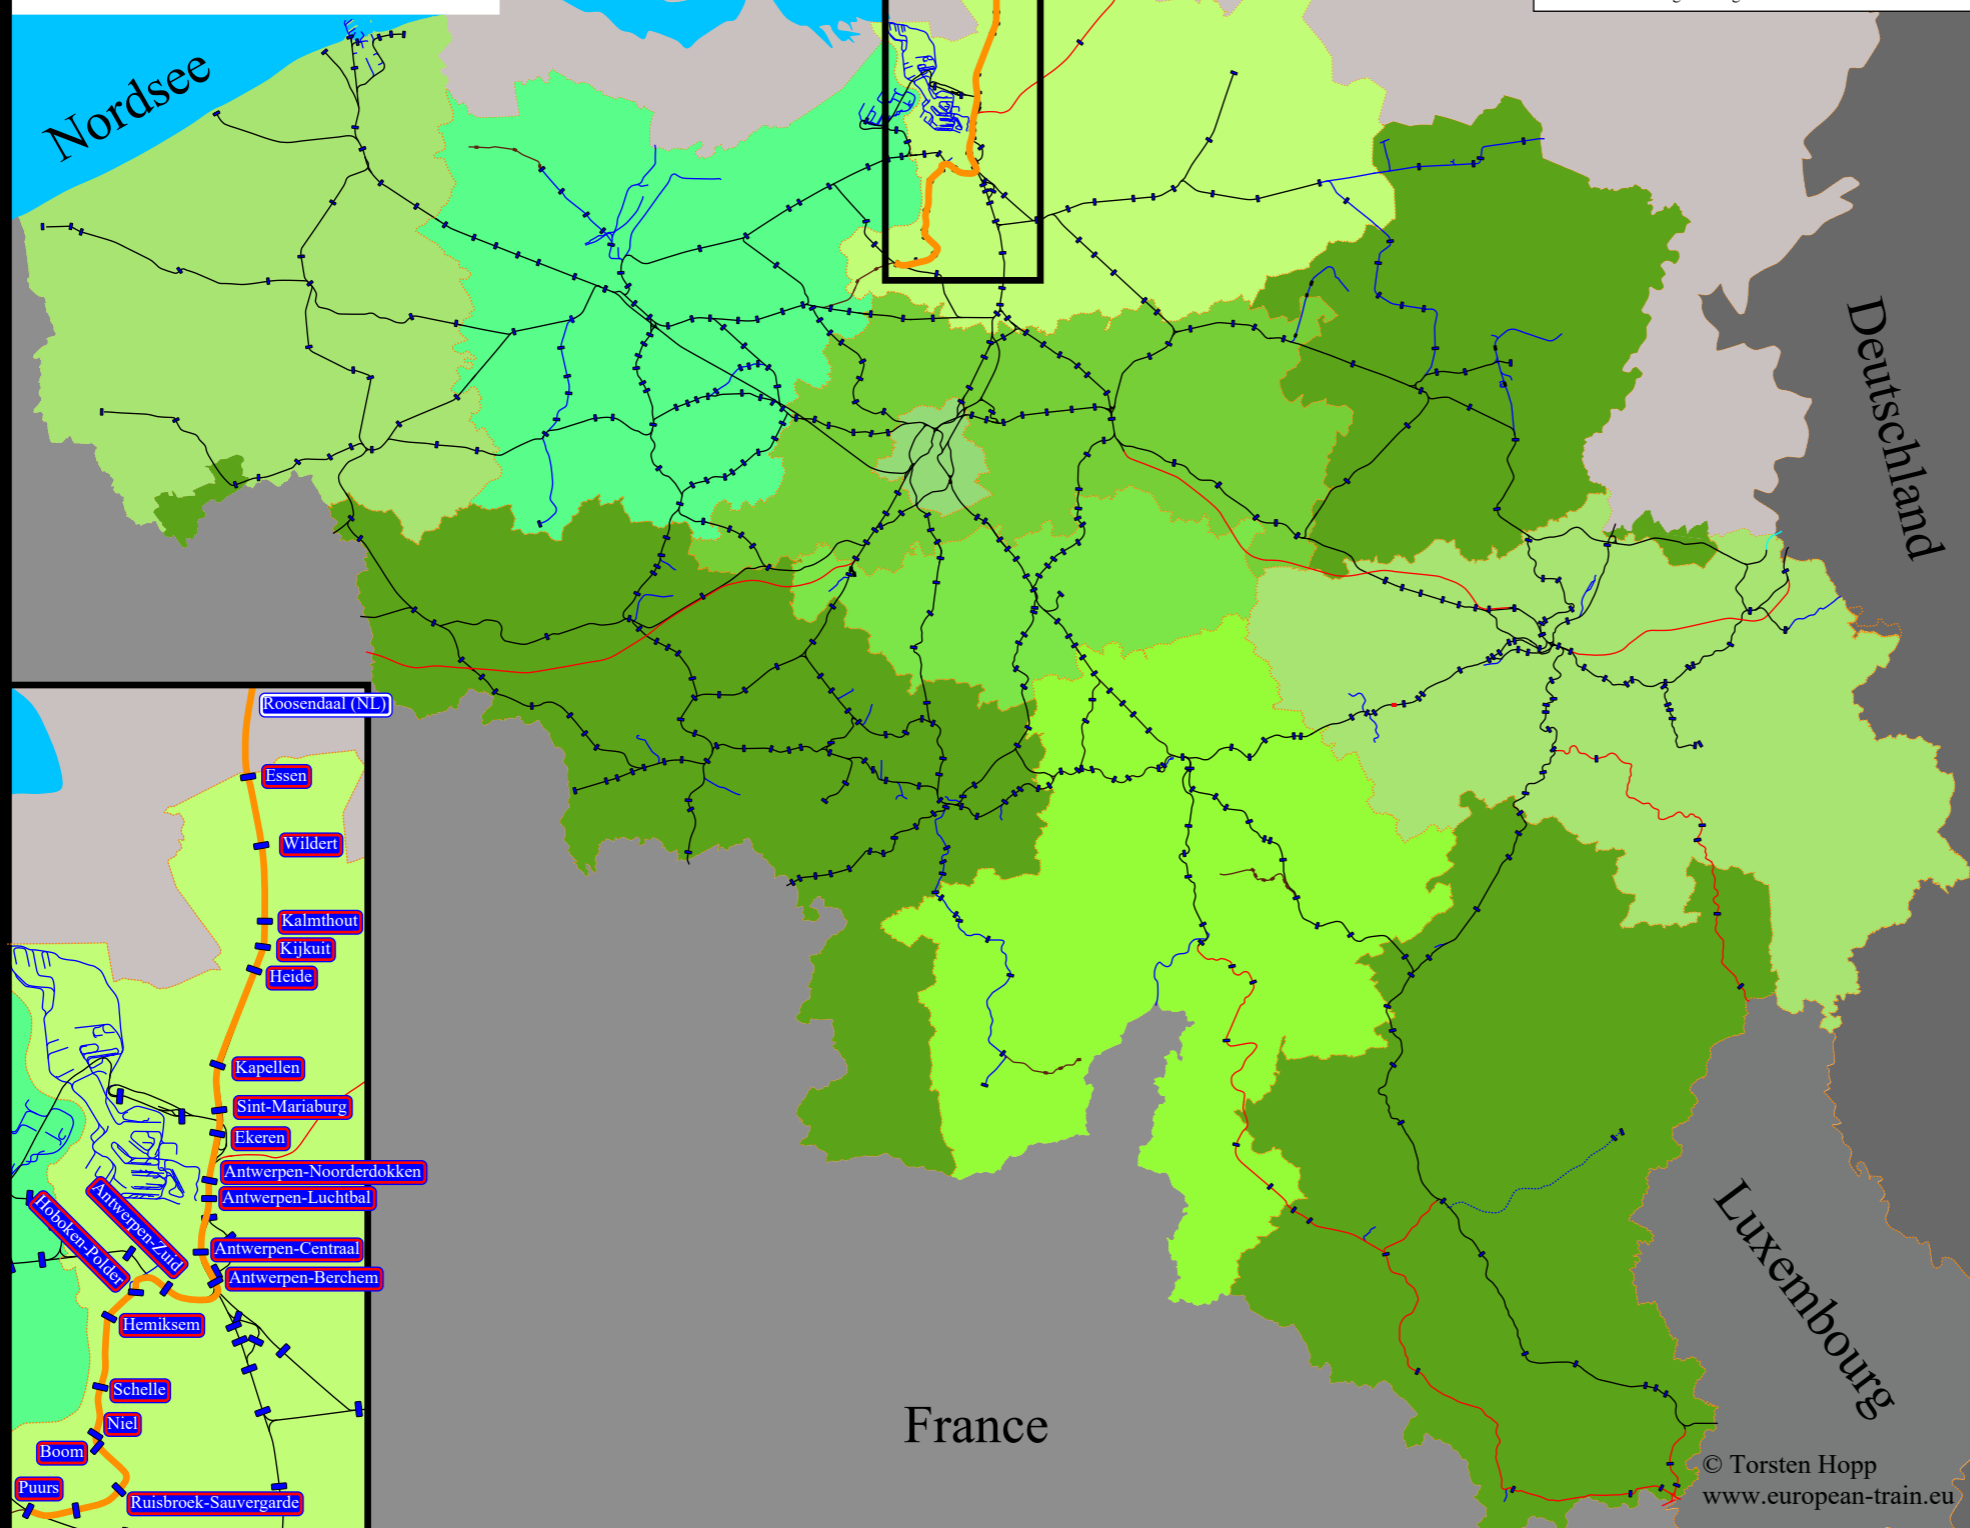 Nordsee
Deutschland
Roosendaal (NL)
Essen
Wildert
Kalmthout
Kijkuit
Heide
Kapellen
Sint-Mariaburg
Ekeren
Antwerpen-Noorderdokken
Antwerpen-Luchtbal
Antwerpen-Zuid
Hoboken-Polder
Antwerpen-Centraal
Antwerpen-Berchem
Hemiksem
Schelle
Niel
Boom
Puurs
Ruisbroek-Sauvergarde
Luxembourg
France
© Torsten Hopp
www.european-train.eu